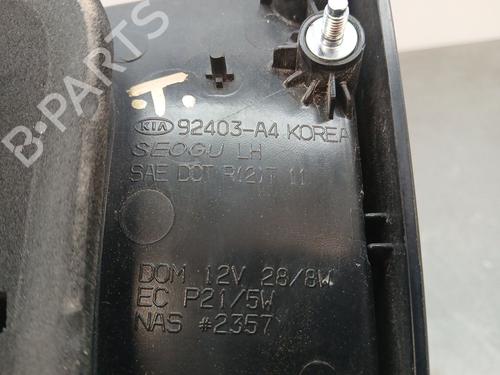 .T.
KIA 92403-A4 KOREA
SEOGU LH
SAE DOT R(2)T 11
DOM 12V 28/8W
EC P21/5W
NAS #2357
B-PARTS